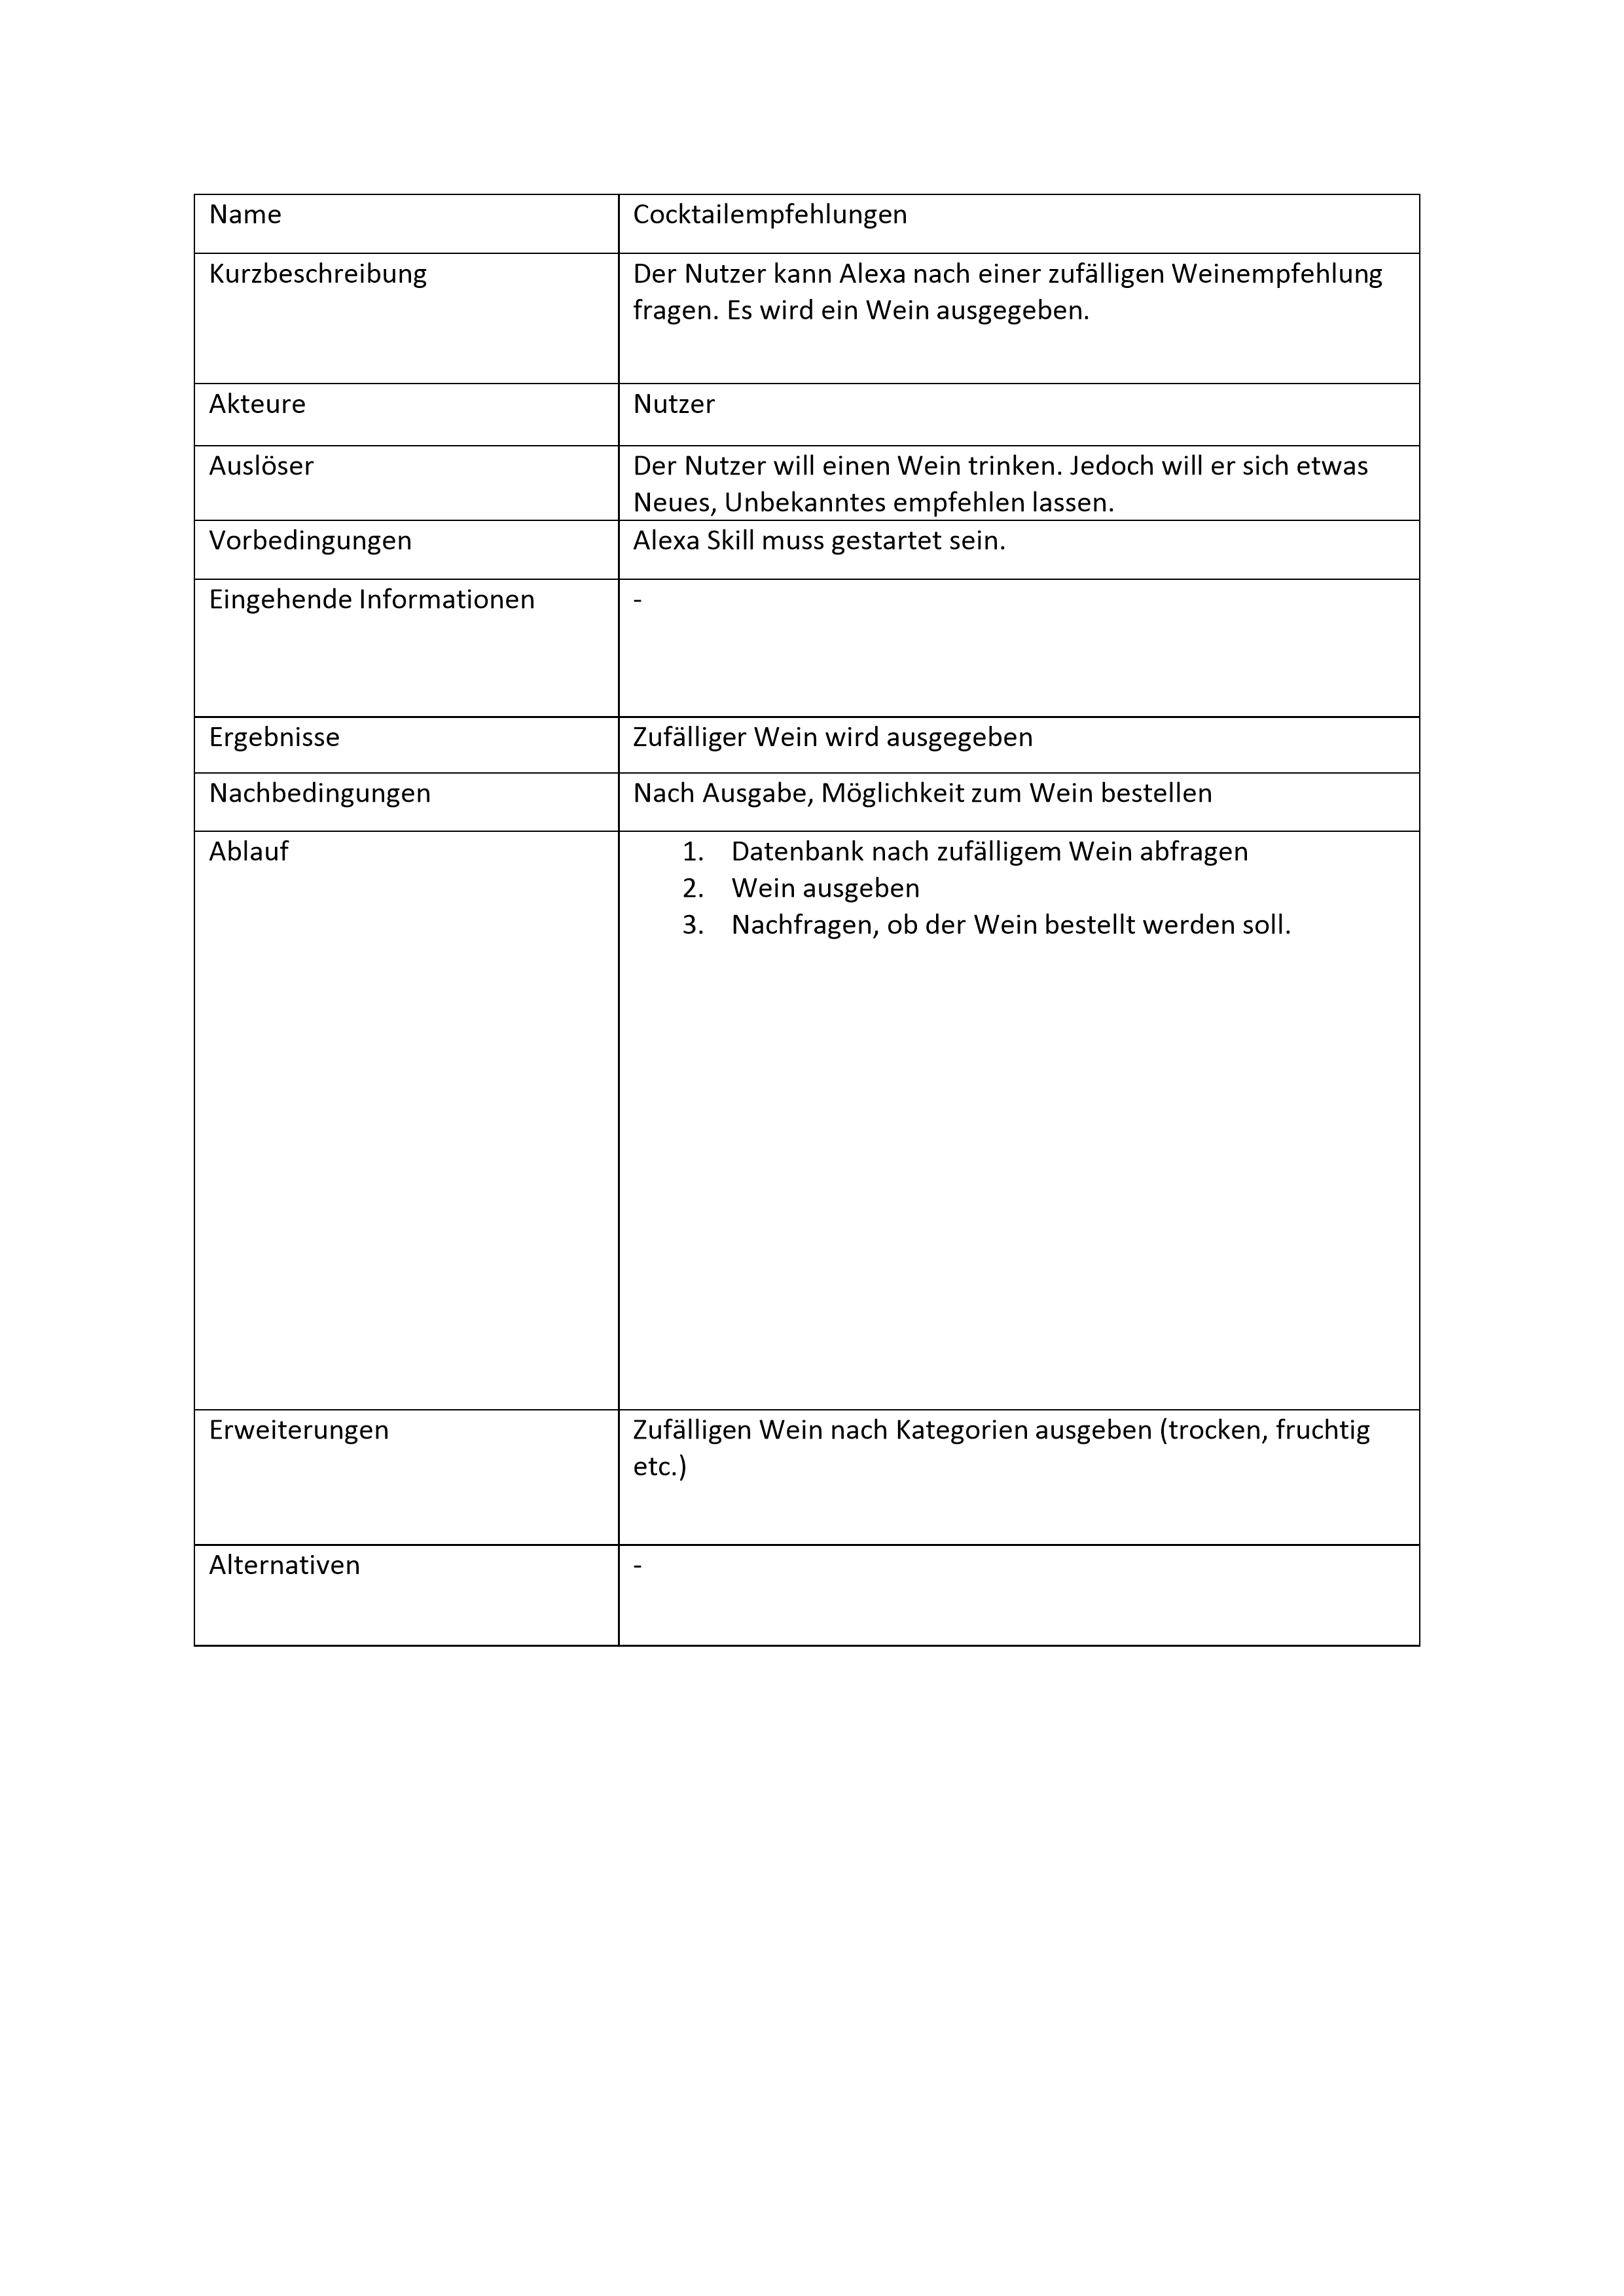 Name
Cocktailempfehlungen
Kurzbeschreibung
Der Nutzer kann Alexa nach einer zufälligen Weinempfehlung
fragen. Es wird ein Wein ausgegeben.
Akteure
Nutzer
Auslöser
Der Nutzer will einen Wein trinken. Jedoch will er sich etwas
Neues, Unbekanntes empfehlen lassen.
Vorbedingungen
Alexa Skill muss gestartet sein.
Eingehende Informationen
-
Ergebnisse
Zufälliger Wein wird ausgegeben
Nachbedingungen
Nach Ausgabe, Möglichkeit zum Wein bestellen
Ablauf
1. Datenbank nach zufälligem Wein abfragen
2. Wein ausgeben
3. Nachfragen, ob der Wein bestellt werden soll.
Erweiterungen
Zufälligen Wein nach Kategorien ausgeben (trocken, fruchtig
etc.)
Alternativen
-